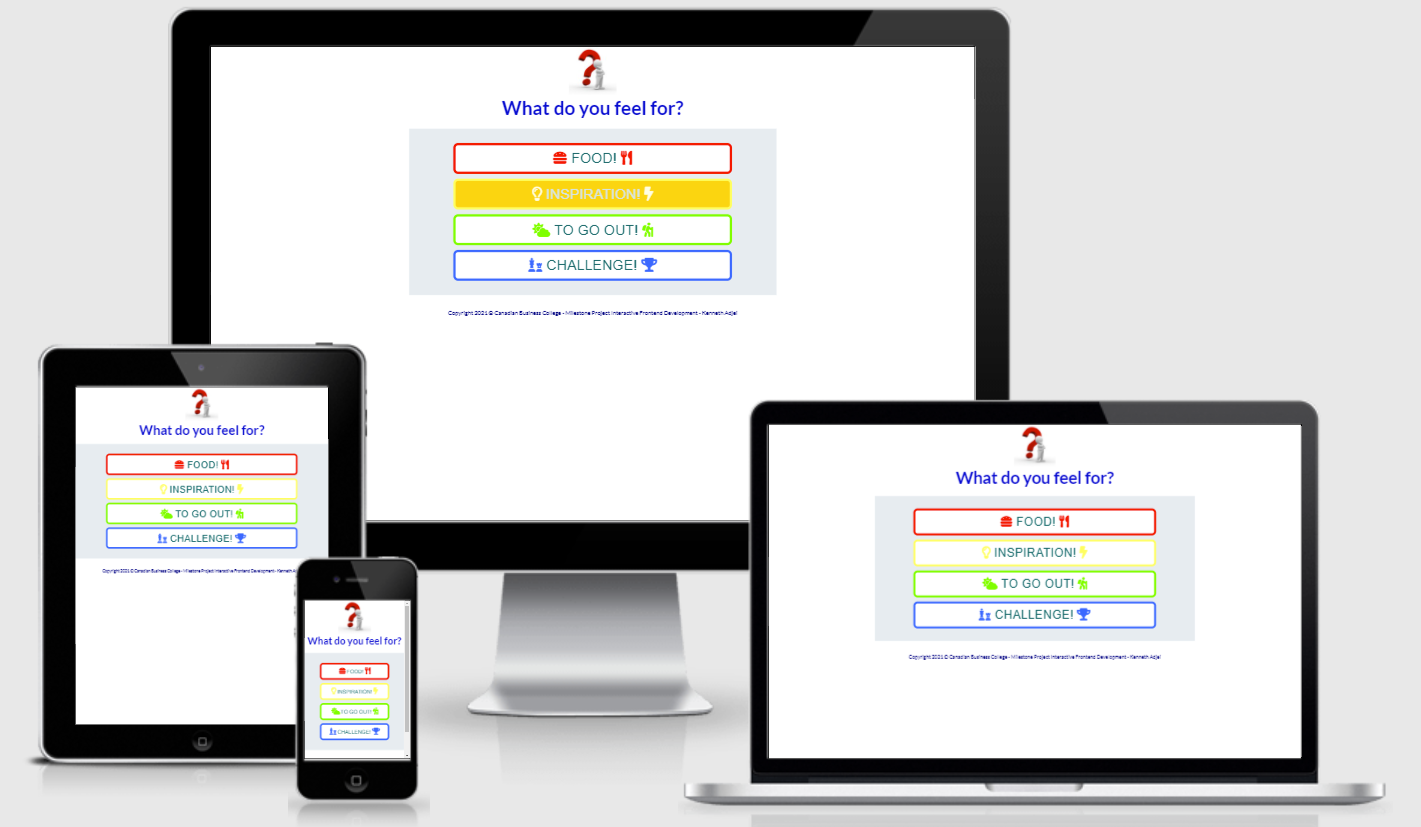 What do you feel for?
FOOD!
INSPIRATION!
TO GO OUT!
CHALLENGE!
Copyright 2021 © Canadian Business College - Milestone Project Interactive Frontend Development - Kenneth Adjei
What do you feel for?
FOOD!
INSPIRATION!
TO GO OUT!
CHALLENGE!
Copyright 2021 © Canadian Business College - Milestone Project Interactive Frontend Development - Kenneth
What do you feel for?
FOOD!
INSPIRATION!
TO GO OUT!
CHALLENGE!
What do you feel for?
FOOD!
INSPIRATION!
TO GO OUT!
CHALLENGE!
Copyright 2021 © Canadian Business College - Milestone Project Interactive Frontend Development - Kenneth Adjei